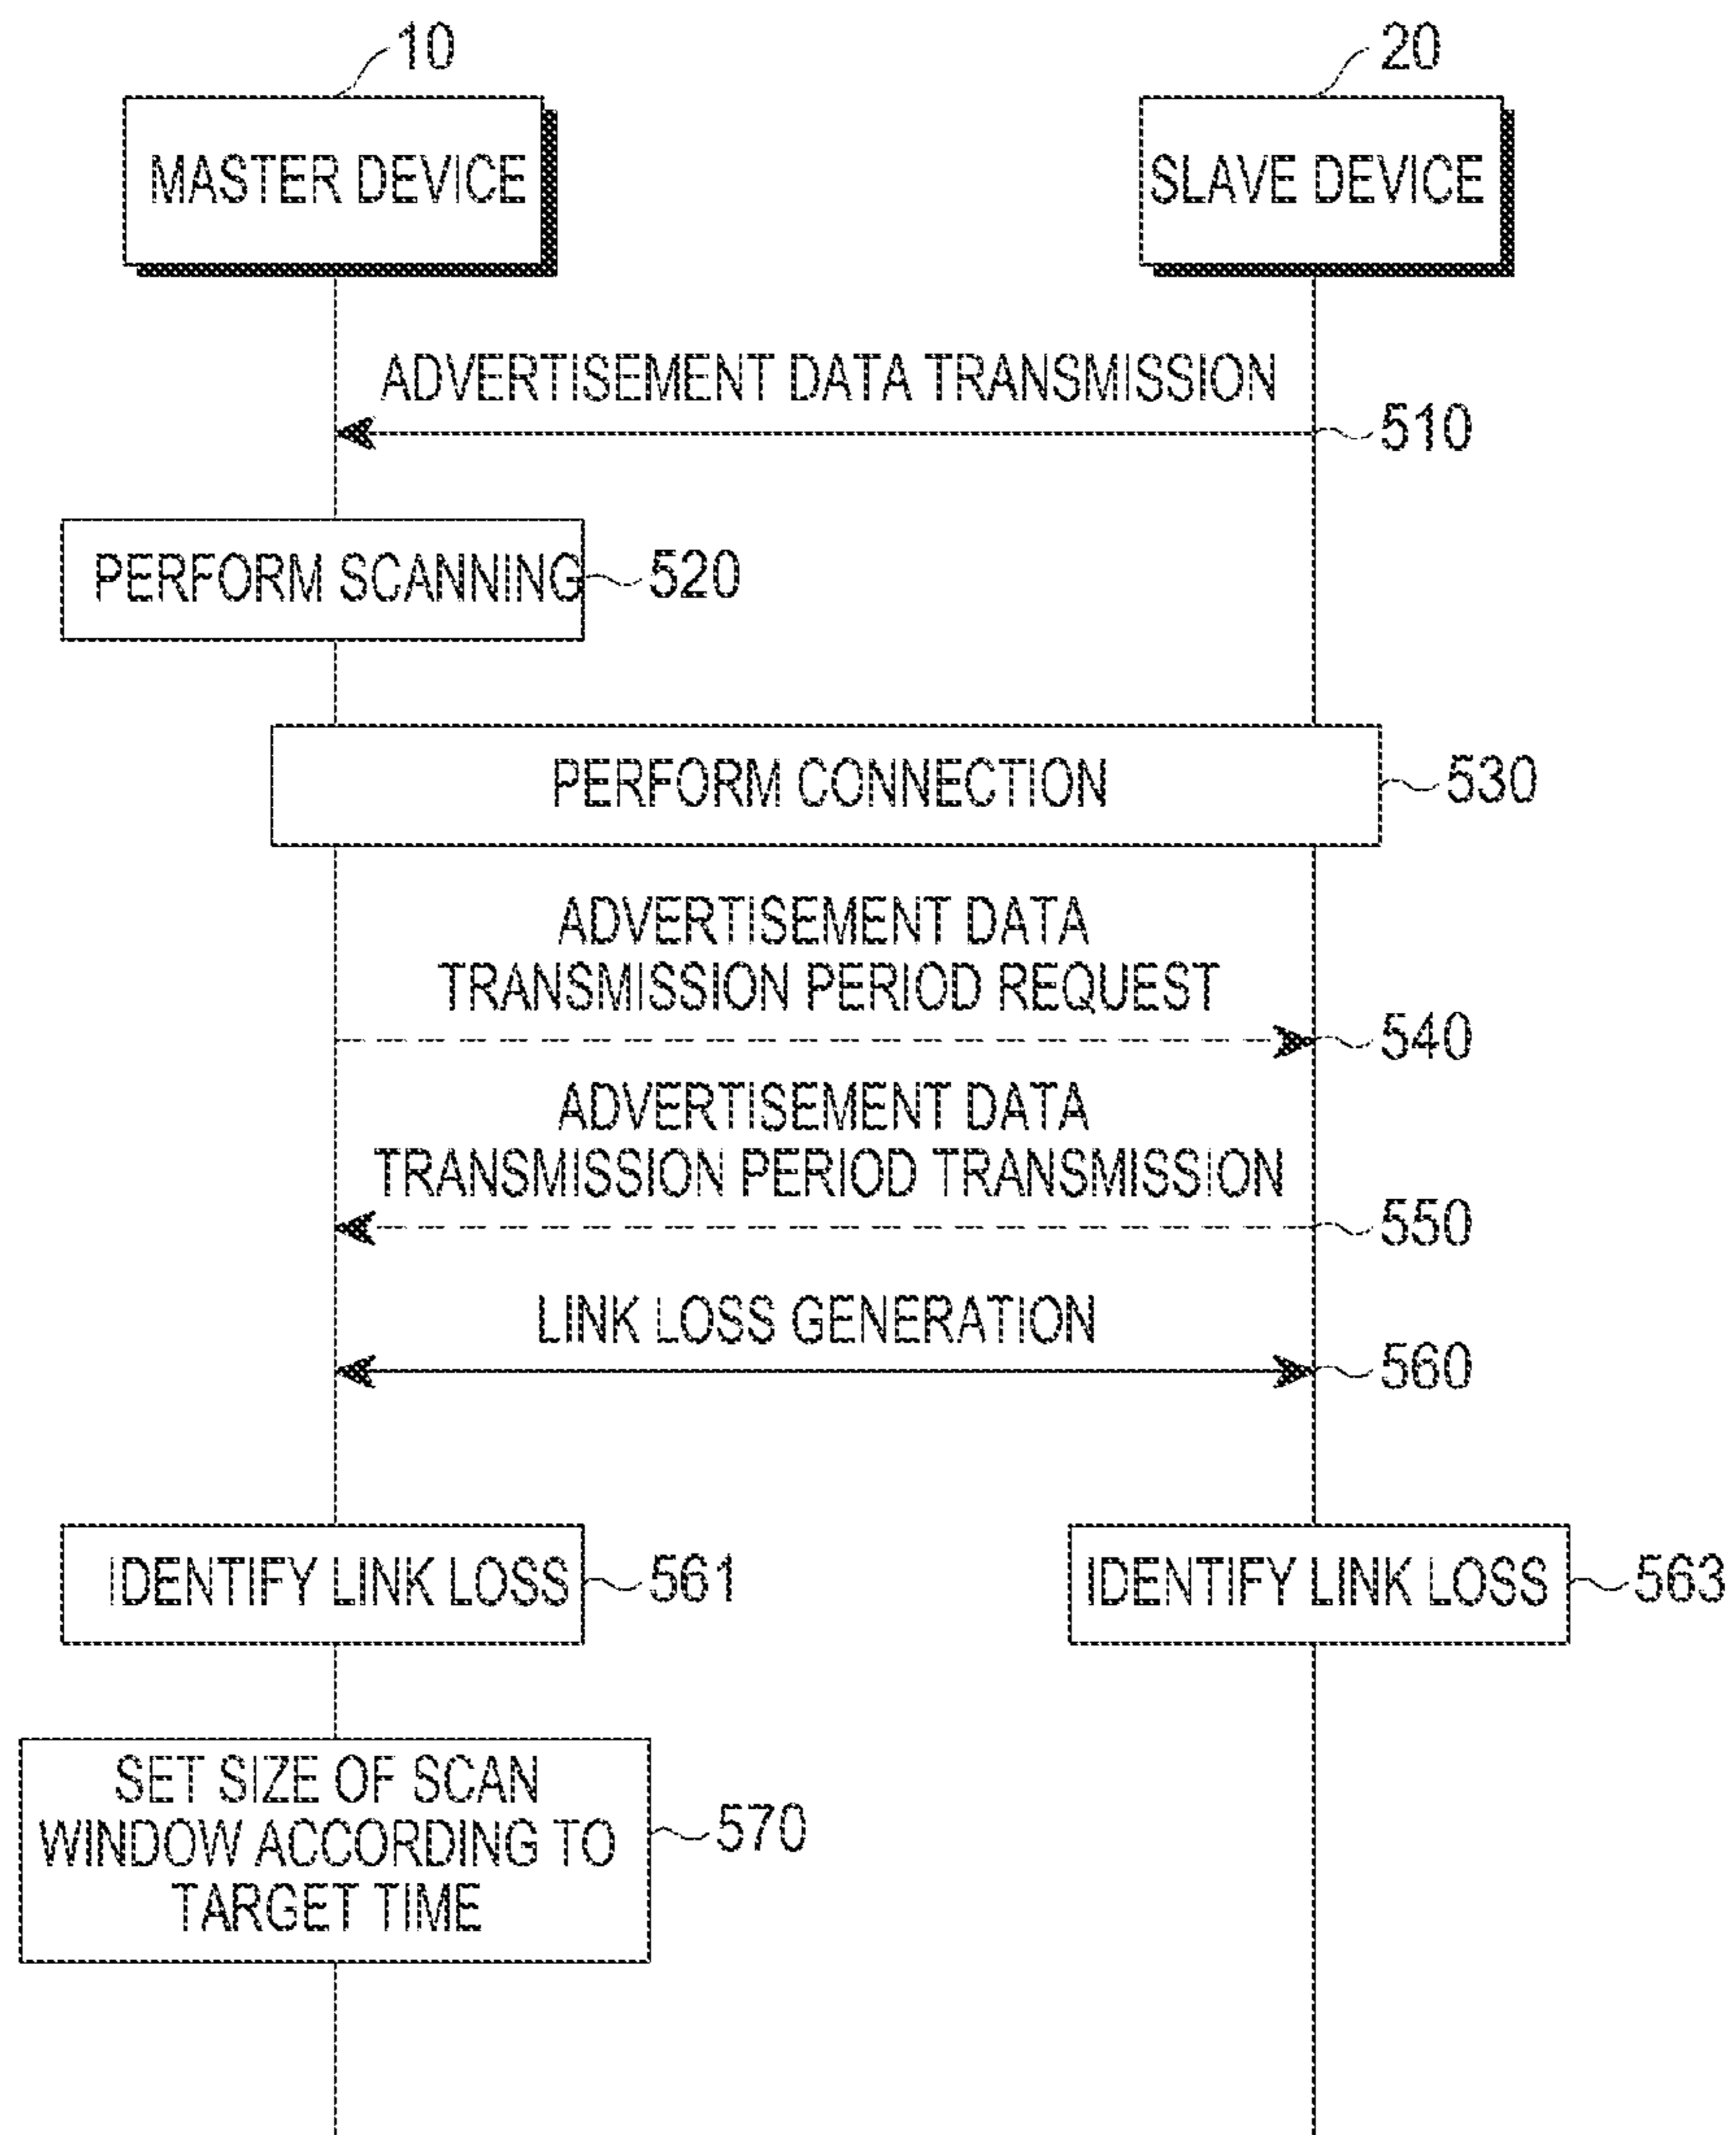 10
20
MASTER DEVICE
SLAVE DEVICE
ADVERTISEMENT DATA TRANSMISSION
510
PERFORM SCANNING
520
PERFORM CONNECTION
530
ADVERTISEMENT DATA
TRANSMISSION PERIOD REQUEST
540
ADVERTISEMENT DATA
TRANSMISSION PERIOD TRANSMISSION
550
LINK LOSS GENERATION
560
IDENTIFY LINK LOSS
561
IDENTIFY LINK LOSS
563
SET SIZE OF SCAN
WINDOW ACCORDING TO
TARGET TIME
570